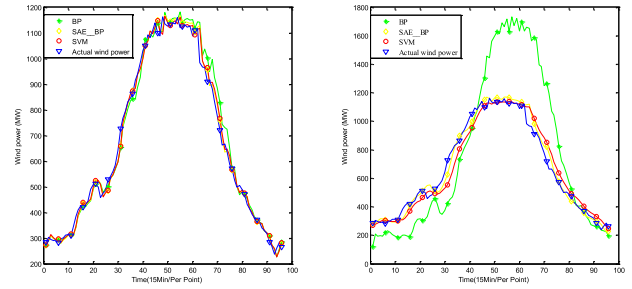 1200
1100
1000
900
800
700
600
500
400
300
200
0 10 20 30 40 50 60 70 80 90 100
Wind power (MW)
Time(15Min/Per Point)
BP
SAE__BP
SVM
Actual wind power
1800
1600
1400
1200
1000
800
600
400
200
0
0 10 20 30 40 50 60 70 80 90 100
Wind power (MW)
Time(15Min/Per Point)
BP
SAE__BP
SVM
Actual wind power